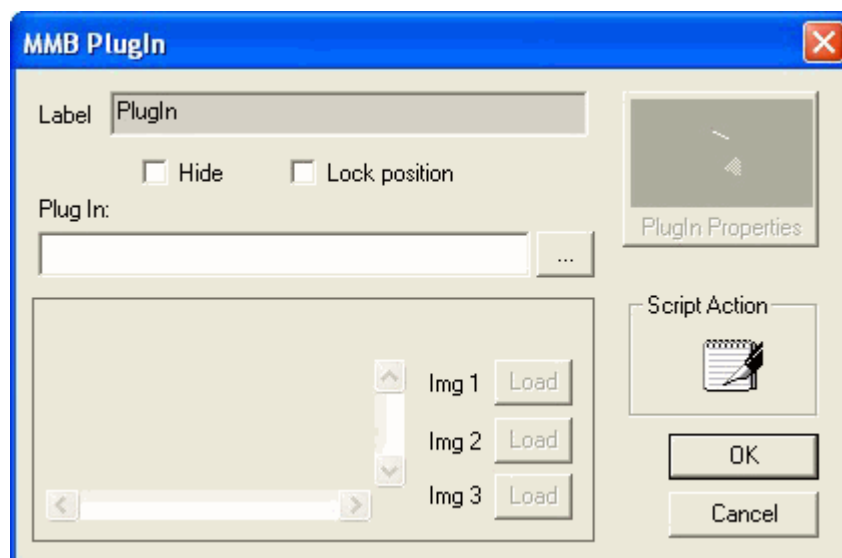 MMB PlugIn
Label PlugIn
Hide Lock position
Plug In:
...
PlugIn Properties
Script Action
Img 1 Load
Img 2 Load
Img 3 Load
OK
Cancel